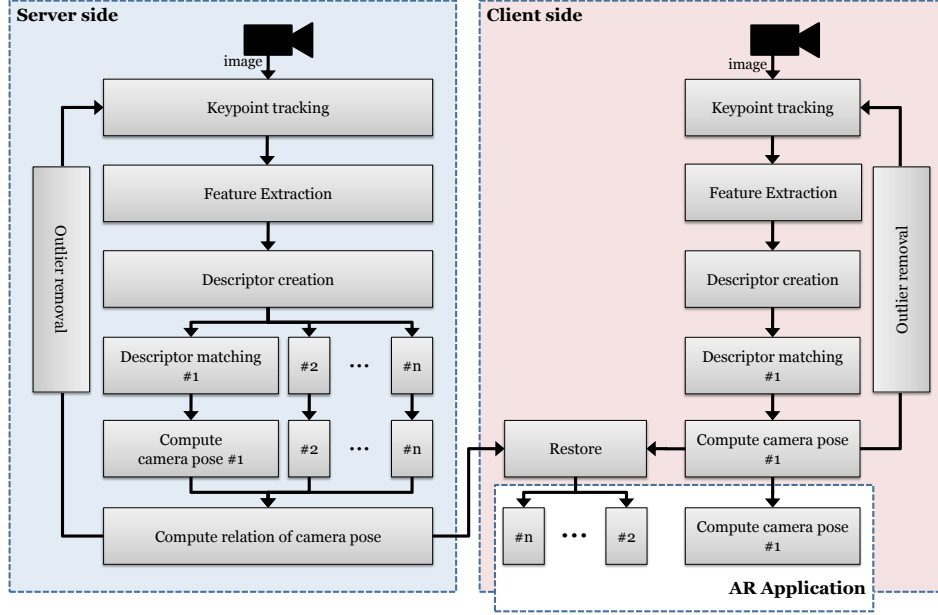 Server side
image
Keypoint tracking
Feature Extraction
Descriptor creation
Outlier removal
Descriptor matching
#1
#2
...
#n
Compute
camera pose #1
#2
...
#n
Compute relation of camera pose
Client side
image
Keypoint tracking
Feature Extraction
Descriptor creation
Outlier removal
Descriptor matching
#1
Restore
Compute camera pose
#1
#n
...
#2
Compute camera pose
#1
AR Application